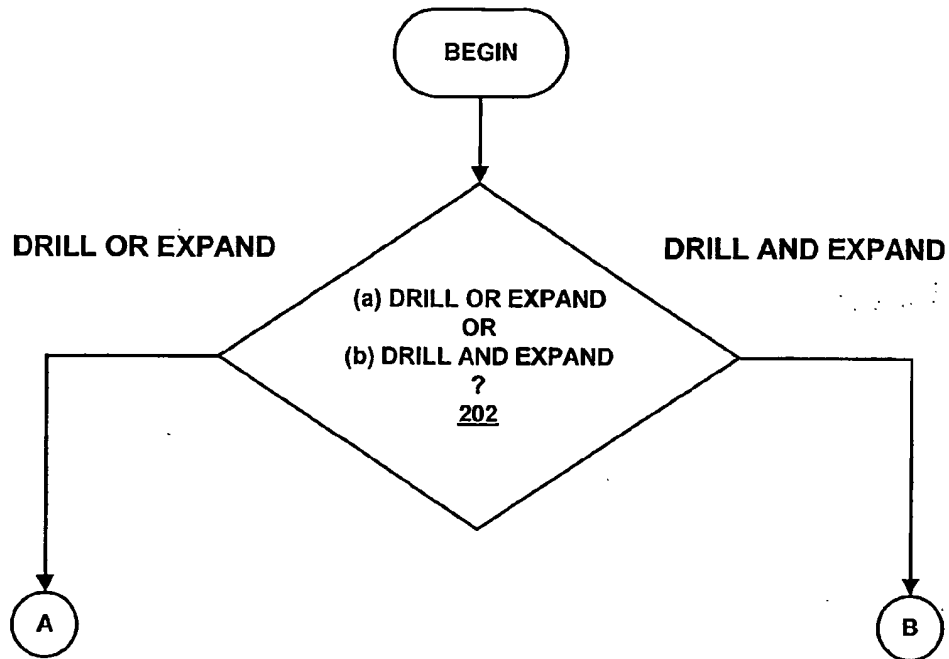 BEGIN
DRILL OR EXPAND
DRILL AND EXPAND
(a) DRILL OR EXPAND
OR
(b) DRILL AND EXPAND
?
202
A
B